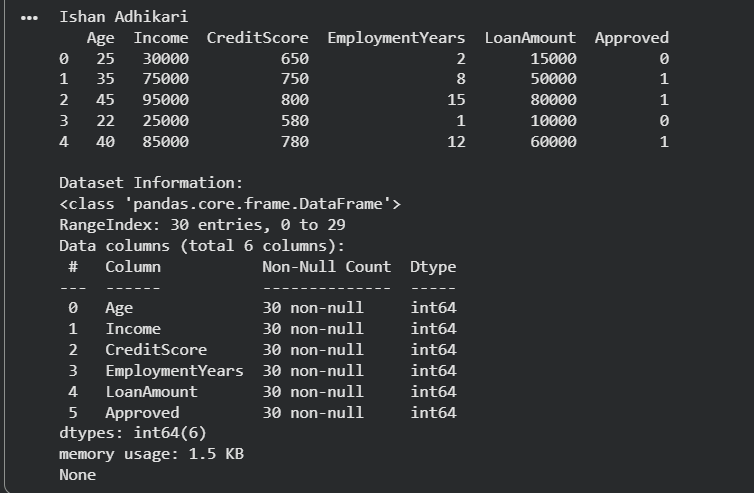 ••• Ishan Adhikari
Age Income CreditScore EmploymentYears LoanAmount Approved
0 25 30000 650 2 15000 0
1 35 75000 750 8 50000 1
2 45 95000 800 15 80000 1
3 22 25000 580 1 10000 0
4 40 85000 780 12 60000 1
Dataset Information:
<class 'pandas.core.frame.DataFrame'>
RangeIndex: 30 entries, 0 to 29
Data columns (total 6 columns):
# Column Non-Null Count Dtype
--- ------ -------------- -----
0 Age 30 non-null int64
1 Income 30 non-null int64
2 CreditScore 30 non-null int64
3 EmploymentYears 30 non-null int64
4 LoanAmount 30 non-null int64
5 Approved 30 non-null int64
dtypes: int64(6)
memory usage: 1.5 KB
None